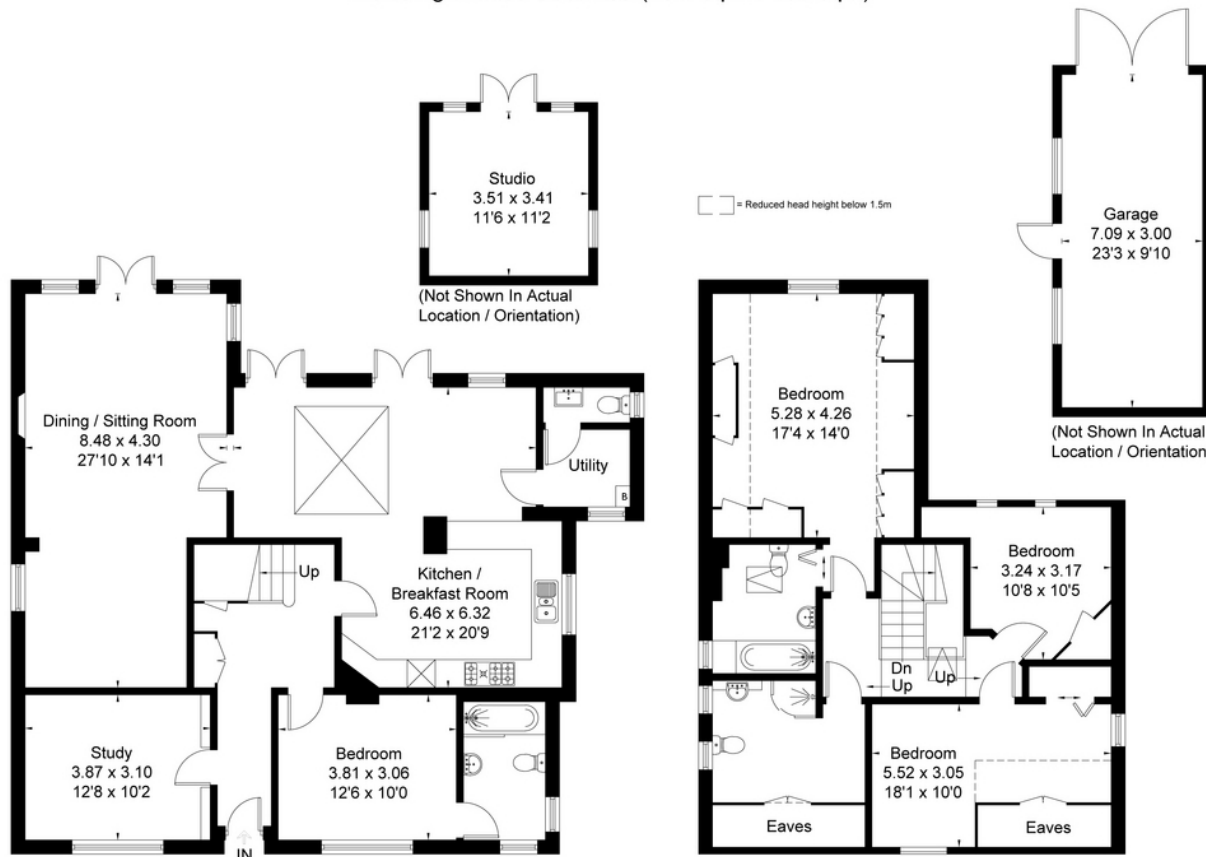 Studio
3.51 x 3.41
11'6 x 11'2
(Not Shown In Actual
Location / Orientation)
= Reduced head height below 1.5m
Garage
7.09 x 3.00
23'3 x 9'10
(Not Shown In Actual
Location / Orientation
Dining / Sitting Room
8.48 x 4.30
27'10 x 14'1
Utility
B
Up
Kitchen /
Breakfast Room
6.46 x 6.32
21'2 x 20'9
Study
3.87 x 3.10
12'8 x 10'2
Bedroom
3.81 x 3.06
12'6 x 10'0
IN
Bedroom
5.28 x 4.26
17'4 x 14'0
Bedroom
3.24 x 3.17
10'8 x 10'5
Dn
Up
Up
Bedroom
5.52 x 3.05
18'1 x 10'0
Eaves
Eaves